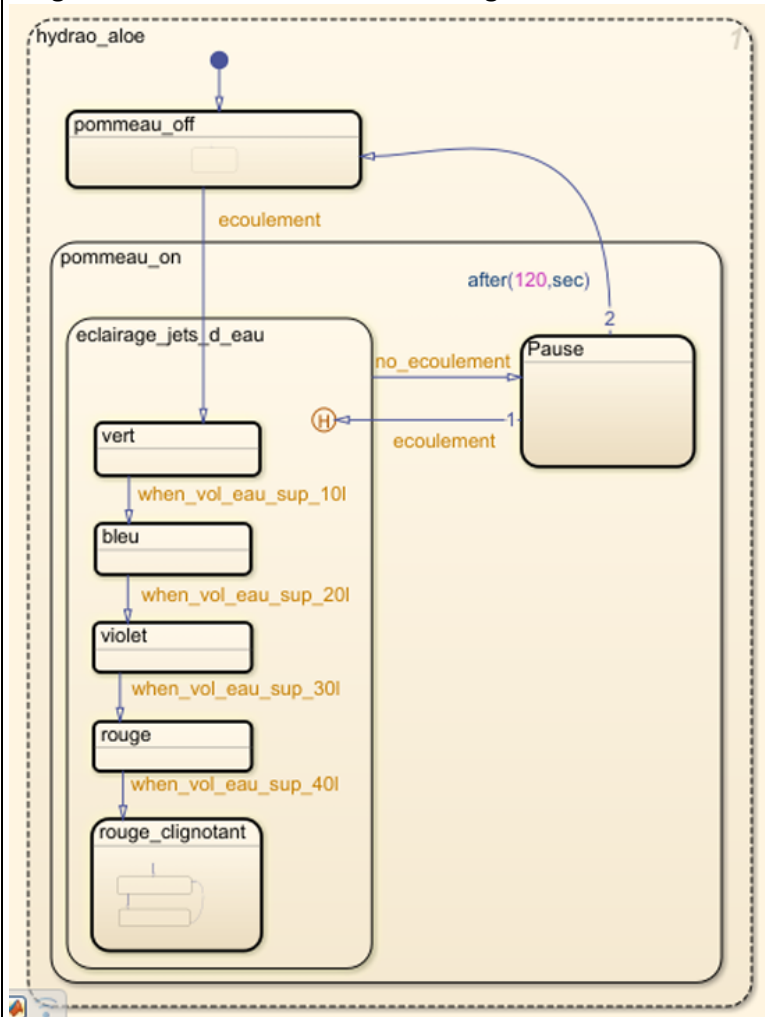 hydrao_aloe
1
pommeau_off
ecoulement
pommeau_on
after(120,sec)
2
eclairage_jets_d_eau
Pause
no_ecoulement
H
1
ecoulement
vert
when_vol_eau_sup_10l
bleu
when_vol_eau_sup_20l
violet
when_vol_eau_sup_30l
rouge
when_vol_eau_sup_40l
rouge_clignotant